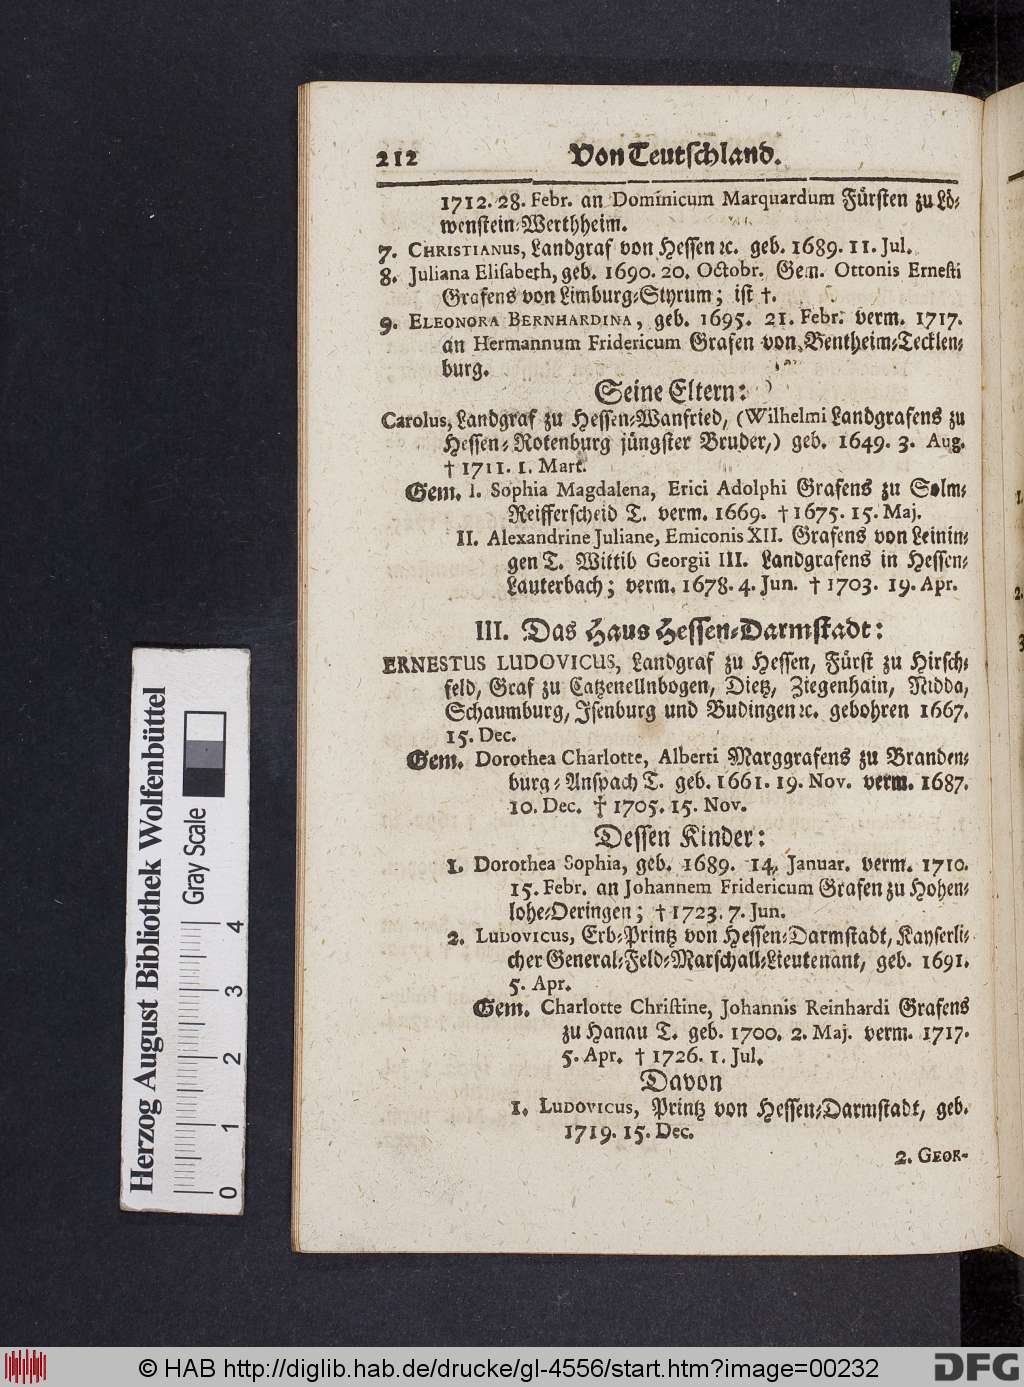 212 Von Teutschland.
1712. 28. Febr. an Dominicum Marquardum Fürsten zu Lö-
wenstein-Werthheim.
7. CHRISTIANUS, Landgraf von Hessen ꝛc. geb. 1689. 11. Jul.
8. Juliana Elisabeth, geb. 1690. 20. Octobr. Gem. Ottonis Ernesti
Grafens von Limburg-Styrum; ist †.
9. ELEONORA BERNHARDINA, geb. 1695. 21. Febr. verm. 1717.
an Hermannum Fridericum Grafen von Bentheim-Tecklen-
burg.
Seine Eltern:
Carolus, Landgraf zu Hessen-Wanfried, (Wilhelmi Landgrafens zu
Hessen-Rotenburg jüngster Bruder,) geb. 1649. 3. Aug.
† 1711. 1. Mart.
Gem. I. Sophia Magdalena, Erici Adolphi Grafens zu Solm-
Reifferscheid T. verm. 1669. † 1675. 15. Maj.
II. Alexandrine Juliane, Emiconis XII. Grafens von Leinin-
gen T. Wittib Georgii III. Landgrafens in Hessen-
Lauterbach; verm. 1678. 4. Jun. † 1703. 19. Apr.
III. Das Haus Hessen-Darmstadt:
ERNESTUS LUDOVICUS, Landgraf zu Hessen, Fürst zu Hirsch-
feld, Graf zu Catzenellnbogen, Dietz, Ziegenhain, Nidda,
Schaumburg, Isenburg und Budingen ꝛc. gebohren 1667.
15. Dec.
Gem. Dorothea Charlotte, Alberti Marggrafens zu Branden-
burg-Anspach T. geb. 1661. 19. Nov. verm. 1687.
10. Dec. † 1705. 15. Nov.
Dessen Kinder:
1. Dorothea Sophia, geb. 1689. 14. Januar. verm. 1710.
15. Febr. an Johannem Fridericum Grafen zu Hohen-
lohe-Oeringen; † 1723. 7. Jun.
2. LUDOVICUS, Erb-Printz von Hessen-Darmstadt, Kayserli-
cher General-Feld-Marschall-Lieutenant, geb. 1691.
5. Apr.
Gem. Charlotte Christine, Johannis Reinhardi Grafens
zu Hanau T. geb. 1700. 2. Maj. verm. 1717.
5. Apr. † 1726. 1. Jul.
Davon
1. LUDOVICUS, Printz von Hessen-Darmstadt, geb.
1719. 15. Dec.
2. GEOR-
Herzog August Bibliothek Wolfenbüttel
Gray Scale
0 1 2 3 4
© HAB http://diglib.hab.de/drucke/gl-4556/start.htm?image=00232
DFG